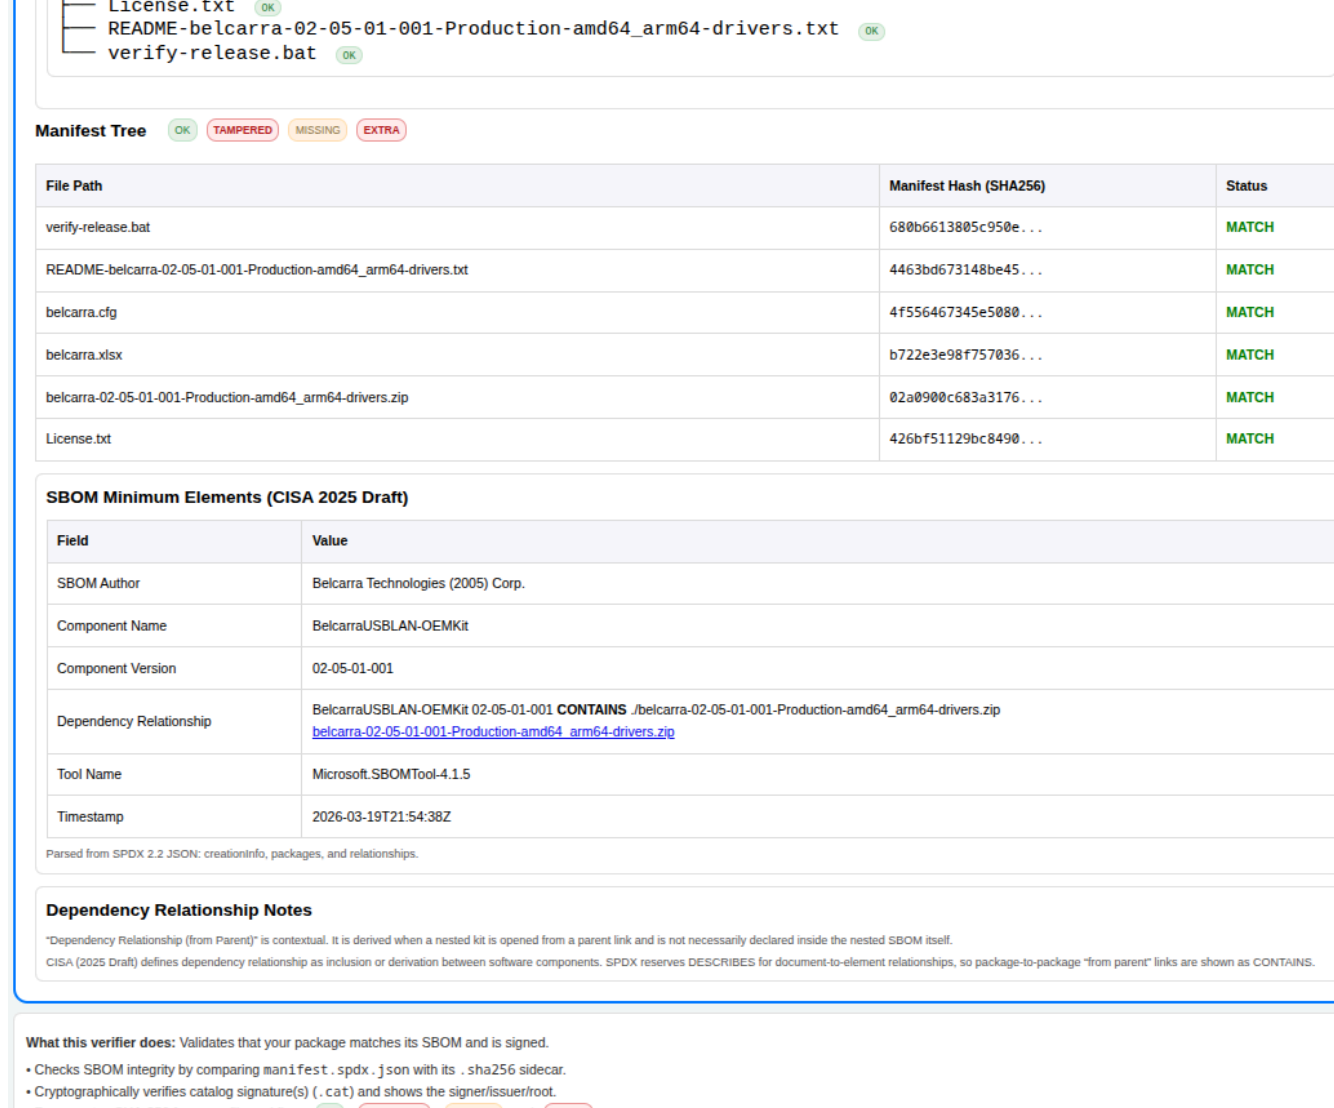 License.txt OK
README-belcarra-02-05-01-001-Production-amd64_arm64-drivers.txt OK
verify-release.bat OK
Manifest Tree OK TAMPERED MISSING EXTRA
File Path Manifest Hash (SHA256) Status
verify-release.bat 680b6613805c950e... MATCH
README-belcarra-02-05-01-001-Production-amd64_arm64-drivers.txt 4463bd673148be45... MATCH
belcarra.cfg 4f556467345e5080... MATCH
belcarra.xlsx b722e3e98f757036... MATCH
belcarra-02-05-01-001-Production-amd64_arm64-drivers.zip 02a0900c683a3176... MATCH
License.txt 426bf51129bc8490... MATCH
SBOM Minimum Elements (CISA 2025 Draft)
Field Value
SBOM Author Belcarra Technologies (2005) Corp.
Component Name BelcarraUSBLAN-OEMKit
Component Version 02-05-01-001
Dependency Relationship BelcarraUSBLAN-OEMKit 02-05-01-001 CONTAINS ./belcarra-02-05-01-001-Production-amd64_arm64-drivers.zip
belcarra-02-05-01-001-Production-amd64_arm64-drivers.zip
Tool Name Microsoft.SBOMTool-4.1.5
Timestamp 2026-03-19T21:54:38Z
Parsed from SPDX 2.2 JSON: creationInfo, packages, and relationships.
Dependency Relationship Notes
“Dependency Relationship (from Parent)” is contextual. It is derived when a nested kit is opened from a parent link and is not necessarily declared inside the nested SBOM itself.
CISA (2025 Draft) defines dependency relationship as inclusion or derivation between software components. SPDX reserves DESCRIBES for document-to-element relationships, so package-to-package “from parent” links are shown as CONTAINS.
What this verifier does: Validates that your package matches its SBOM and is signed.
• Checks SBOM integrity by comparing manifest.spdx.json with its .sha256 sidecar.
• Cryptographically verifies catalog signature(s) (.cat) and shows the signer/issuer/root.